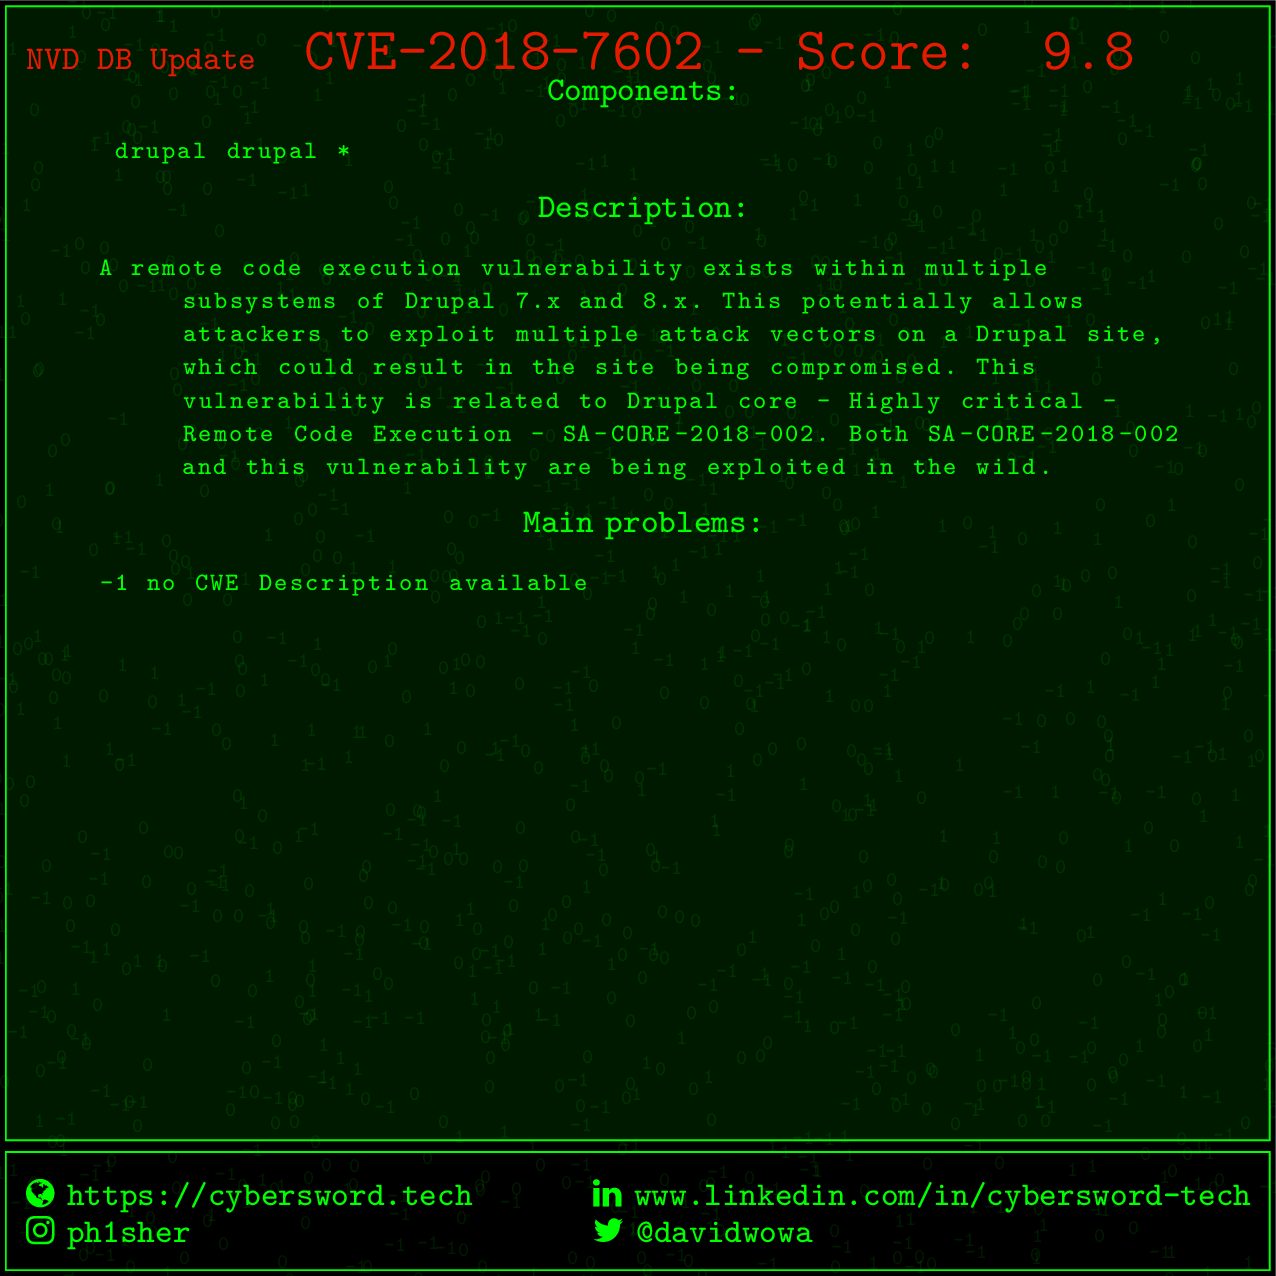 NVD DB Update CVE-2018-7602 - Score: 9.8
Components:
drupal drupal *
Description:
A remote code execution vulnerability exists within multiple
subsystems of Drupal 7.x and 8.x. This potentially allows
attackers to exploit multiple attack vectors on a Drupal site,
which could result in the site being compromised. This
vulnerability is related to Drupal core - Highly critical -
Remote Code Execution - SA-CORE-2018-002. Both SA-CORE-2018-002
and this vulnerability are being exploited in the wild.
Main problems:
-1 no CWE Description available
https://cybersword.tech
www.linkedin.com/in/cybersword-tech
ph1sher
@davidwowa